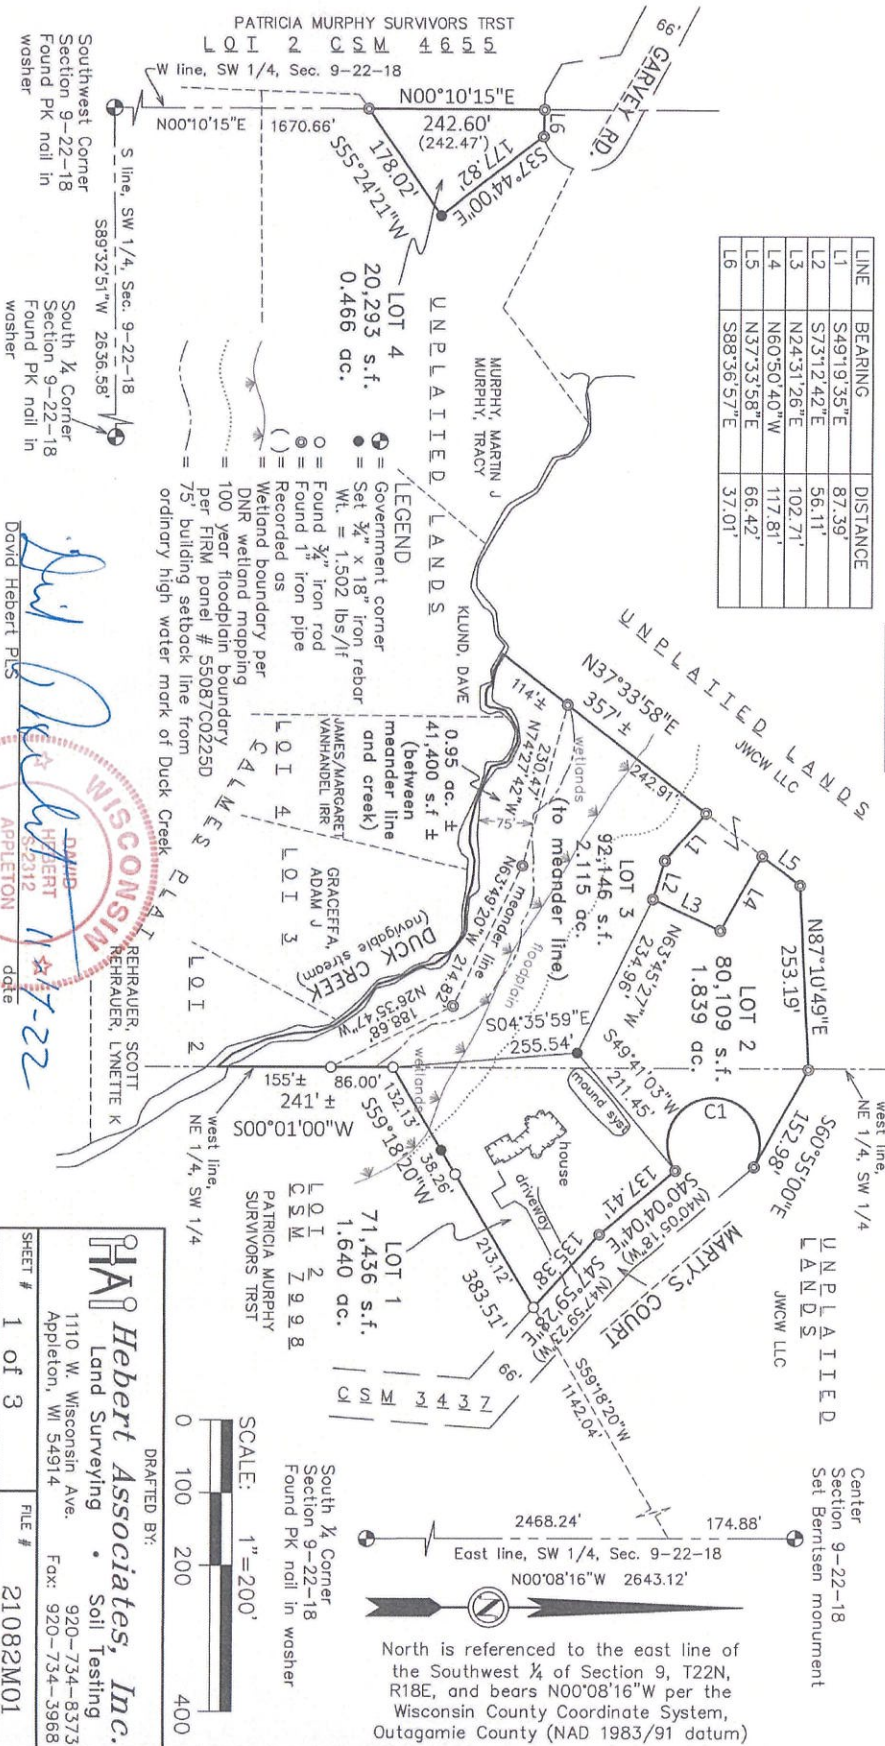 PATRICIA MURPHY SURVIVORS TRST
LOT 2 CSM 4655
W line, SW 1/4, Sec. 9-22-18
66'
GARVEY RD.
N00°10'15"E
242.60'
(242.47')
L6
N00°10'15"E
1670.66'
S37°44'00"E
177.82'
178.02'
S55°24'21"W
Southwest Corner
Section 9-22-18
Found PK nail in
washer
S line, SW 1/4, Sec. 9-22-18
S89°32'51"W 2636.58'
South ¼ Corner
Section 9-22-18
Found PK nail in
washer
LOT 4
20,293 s.f.
0.466 ac.
LINE BEARING DISTANCE
L1 S49°19'35"E 87.39'
L2 S73°12'42"E 56.11'
L3 N24°31'26"E 102.71'
L4 N60°50'40"W 117.81'
L5 N37°33'58"E 66.42'
L6 S88°36'57"E 37.01'
UNPLATTED LANDS
MURPHY, MARTIN J
MURPHY, TRACY
LEGEND
= Government corner
= Set ¾" x 18" iron rebar
Wt. = 1.502 lbs/lf
= Found ¾" iron rod
= Found 1" iron pipe
( ) = Recorded as
= Wetland boundary per
DNR wetland mapping
= 100 year floodplain boundary
per FIRM panel # 55087C0225D
= 75' building setback line from
ordinary high water mark of Duck Creek
KLUND, DAVE
UNPLATTED LANDS
JWCW LLC
N37°33'58"E
357' ±
114'±
242.91'
wetlands
230.47'
N74°27'42"W
(to meander line)
0.95 ac. ±
41,400 s.f ±
(between
meander line
and creek)
75'
LOT 3
92,146 s.f.
2.115 ac.
L1
L2
L3
L4
L5
N87°10'49"E
253.19'
LOT 2
80,109 s.f.
1.839 ac.
N63°45'27"W
234.96'
N63°49'20"W
meander line
214.82'
floodplain
S04°35'59"E
255.54'
S49°41'03"W
211.45'
mound syst
C1
S60°55'00"E
152.98'
west line,
NE 1/4, SW 1/4
UNPLATTED
LANDS
JWCW LLC
JAMES/MARGARET
VANHANDEL IRR
LOT 4
CALMES PLAT
GRACEFFA,
ADAM J
LOT 3
DUCK CREEK
(navigable stream)
N26°35'47"W
188.68'
wetlands
LOT 2
REHRAUER, SCOTT
REHRAUER, LYNETTE K
155'±
86.00'
241' ±
S00°01'00"W
west line,
NE 1/4, SW 1/4
132.13'
S59°18'20"W
38.26'
213.12'
383.51'
house
driveway
137.41'
S40°04'04"E
(N40°05'18"W)
135.38'
S47°59'28"E
(N47°59'23"W)
MARTY'S COURT
LOT 1
71,436 s.f.
1.640 ac.
LOT 2
CSM 7998
PATRICIA MURPHY
SURVIVORS TRST
66'
CSM 3437
S59°18'20"W
1142.04'
Center
Section 9-22-18
Set Berntsen monument
2468.24'
174.88'
East line, SW 1/4, Sec. 9-22-18
N00°08'16"W 2643.12'
South ¼ Corner
Section 9-22-18
Found PK nail in washer
N
North is referenced to the east line of
the Southwest ¼ of Section 9, T22N,
R18E, and bears N00°08'16"W per the
Wisconsin County Coordinate System,
Outagamie County (NAD 1983/91 datum)
SCALE: 1"=200'
0 100 200 400
David Hebert PLS
date
11-7-22
WISCONSIN
DAVID
HEBERT
S-2312
APPLETON
DRAFTED BY:
HAI Hebert Associates, Inc.
Land Surveying • Soil Testing
1110 W. Wisconsin Ave. 920-734-8373
Appleton, WI 54914 Fax: 920-734-3968
SHEET # 1 of 3
FILE # 21082M01